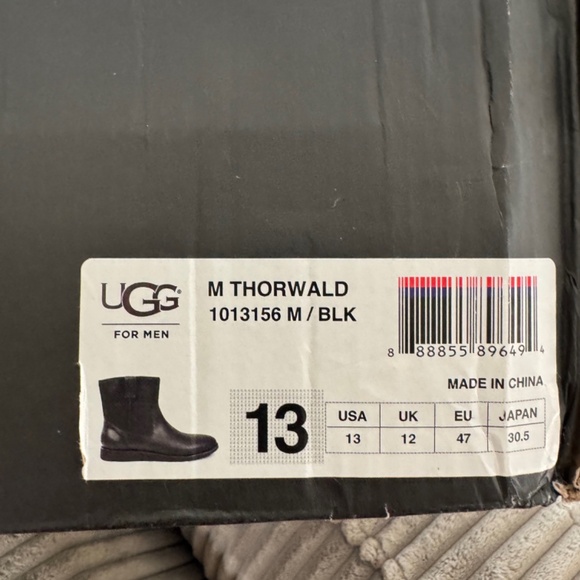 UGG
FOR MEN
M THORWALD
1013156 M / BLK
8 88855 89649 4
MADE IN CHINA
13
USA UK EU JAPAN
13 12 47 30.5